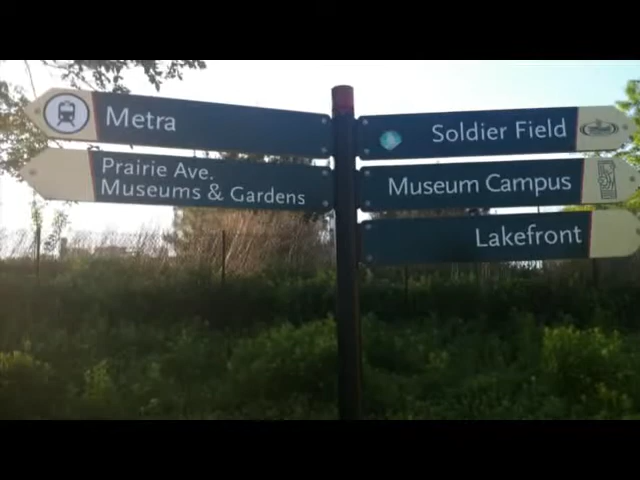 Metra
Prairie Ave.
Museums & Gardens
Soldier Field
Museum Campus
Lakefront